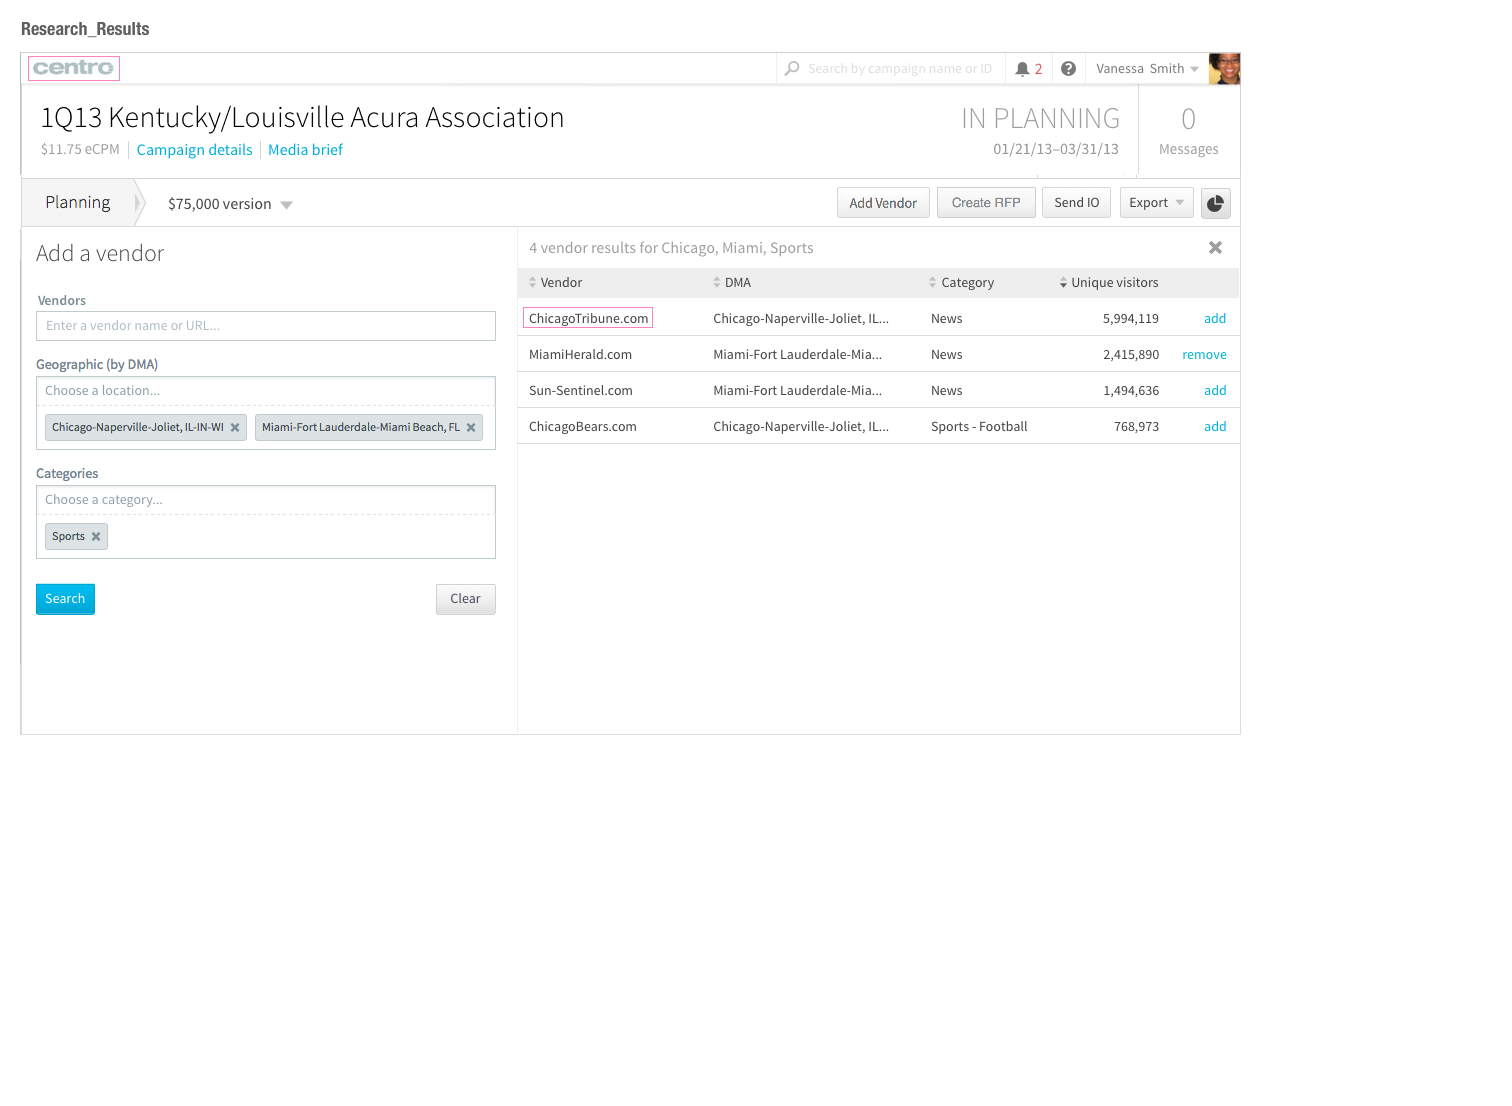 Research_Results
centro
Search by campaign name or ID
2
Vanessa Smith
1Q13 Kentucky/Louisville Acura Association
$11.75 eCPM
Campaign details
Media brief
IN PLANNING
01/21/13–03/31/13
0
Messages
Planning
$75,000 version
Add Vendor
Create RFP
Send IO
Export
Add a vendor
Vendors
Enter a vendor name or URL...
Geographic (by DMA)
Choose a location...
Chicago-Naperville-Joliet, IL-IN-WI
Miami-Fort Lauderdale-Miami Beach, FL
Categories
Choose a category...
Sports
Search
Clear
4 vendor results for Chicago, Miami, Sports
Vendor DMA Category Unique visitors
ChicagoTribune.com Chicago-Naperville-Joliet, IL... News 5,994,119 add
MiamiHerald.com Miami-Fort Lauderdale-Mia... News 2,415,890 remove
Sun-Sentinel.com Miami-Fort Lauderdale-Mia... News 1,494,636 add
ChicagoBears.com Chicago-Naperville-Joliet, IL... Sports - Football 768,973 add